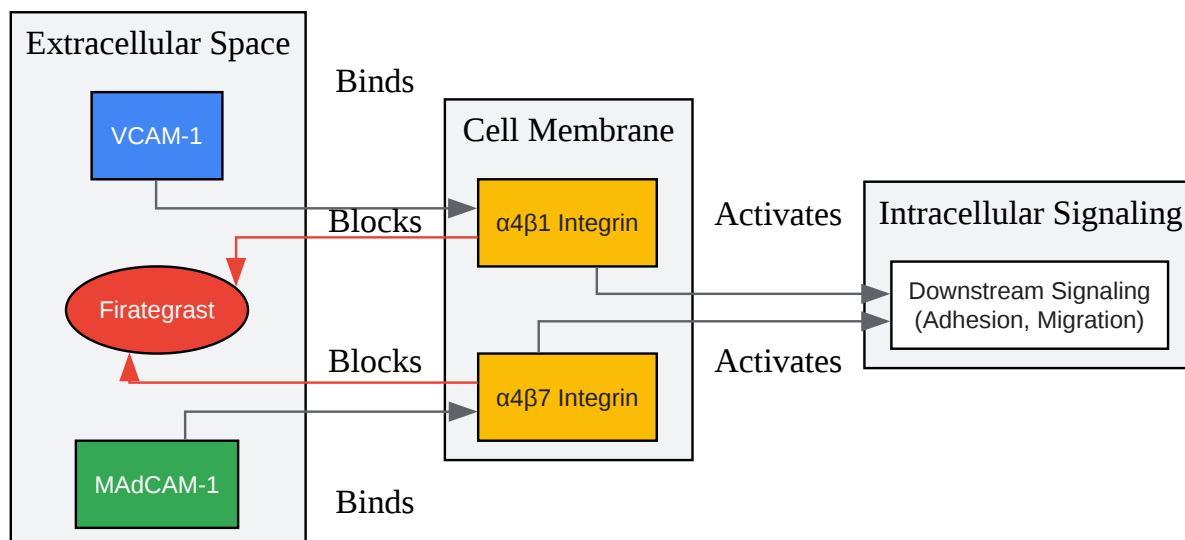 Extracellular Space
VCAM-1
Firategrast
MAdCAM-1
Binds
Blocks
Blocks
Binds
Cell Membrane
α4β1 Integrin
α4β7 Integrin
Activates
Activates
Intracellular Signaling
Downstream Signaling
(Adhesion, Migration)